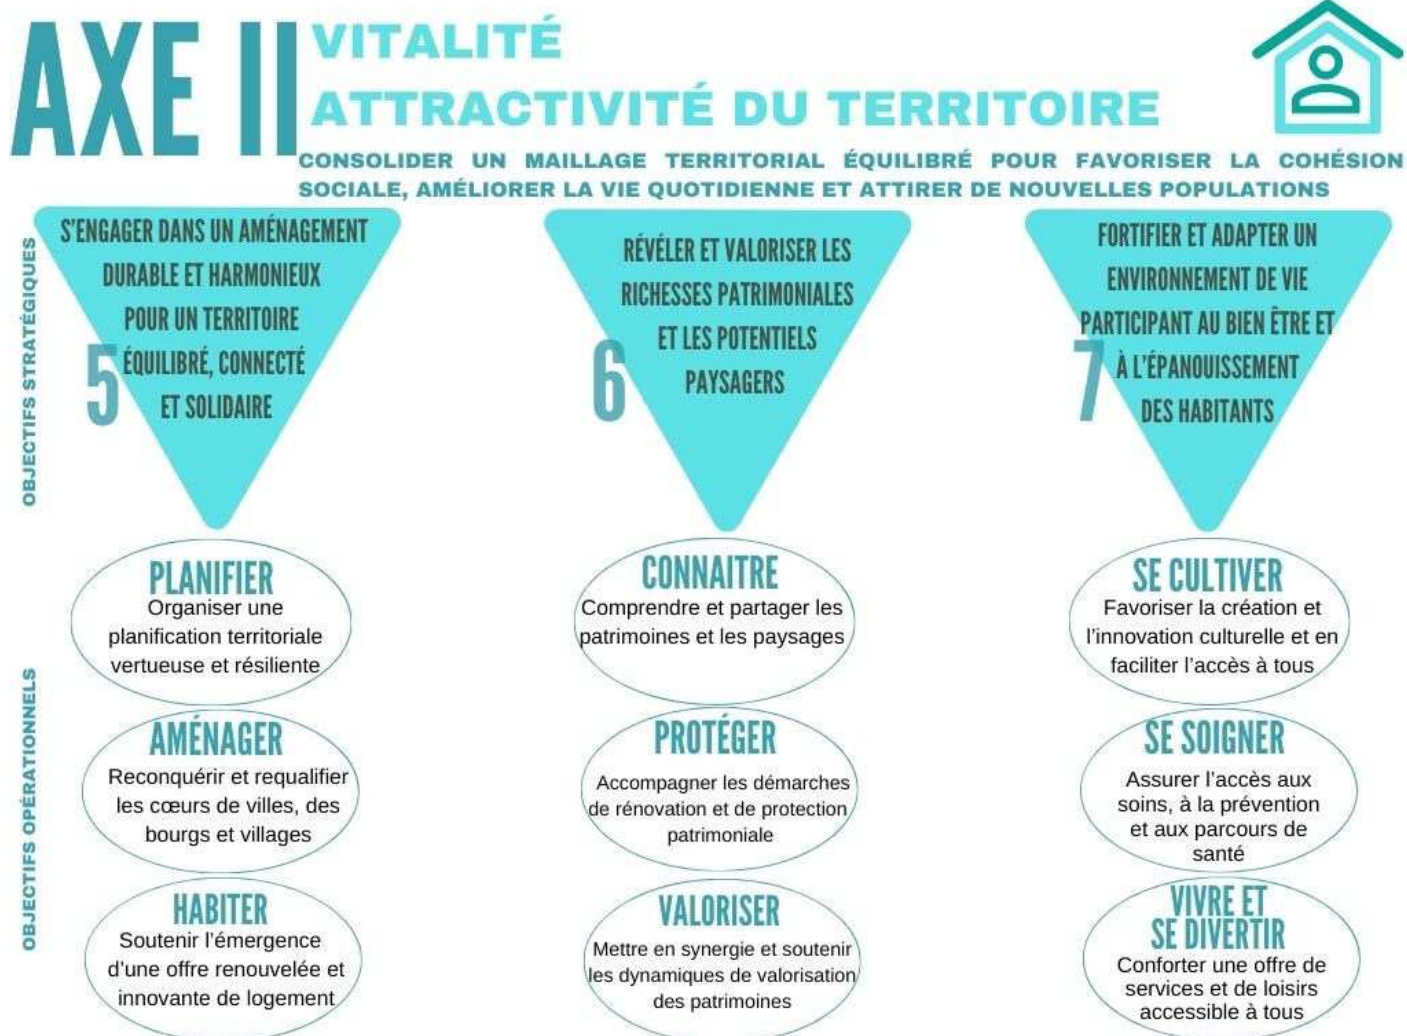 AXE II
VITALITÉ
ATTRACTIVITÉ DU TERRITOIRE
CONSOLIDER UN MAILLAGE TERRITORIAL ÉQUILIBRÉ POUR FAVORISER LA COHÉSION
SOCIALE, AMÉLIORER LA VIE QUOTIDIENNE ET ATTIRER DE NOUVELLES POPULATIONS
OBJECTIFS STRATÉGIQUES
5
S'ENGAGER DANS UN AMÉNAGEMENT
DURABLE ET HARMONIEUX
POUR UN TERRITOIRE
ÉQUILIBRÉ, CONNECTÉ
ET SOLIDAIRE
6
RÉVÉLER ET VALORISER LES
RICHESSES PATRIMONIALES
ET LES POTENTIELS
PAYSAGERS
7
FORTIFIER ET ADAPTER UN
ENVIRONNEMENT DE VIE
PARTICIPANT AU BIEN ÊTRE ET
À L'ÉPANOUISSEMENT
DES HABITANTS
OBJECTIFS OPÉRATIONNELS
PLANIFIER
Organiser une
planification territoriale
vertueuse et résiliente
AMÉNAGER
Reconquérir et requalifier
les cœurs de villes, des
bourgs et villages
HABITER
Soutenir l'émergence
d'une offre renouvelée et
innovante de logement
CONNAITRE
Comprendre et partager les
patrimoines et les paysages
PROTÉGER
Accompagner les démarches
de rénovation et de protection
patrimoniale
VALORISER
Mettre en synergie et soutenir
les dynamiques de valorisation
des patrimoines
SE CULTIVER
Favoriser la création et
l'innovation culturelle et en
faciliter l'accès à tous
SE SOIGNER
Assurer l'accès aux
soins, à la prévention
et aux parcours de
santé
VIVRE ET
SE DIVERTIR
Conforter une offre de
services et de loisirs
accessible à tous